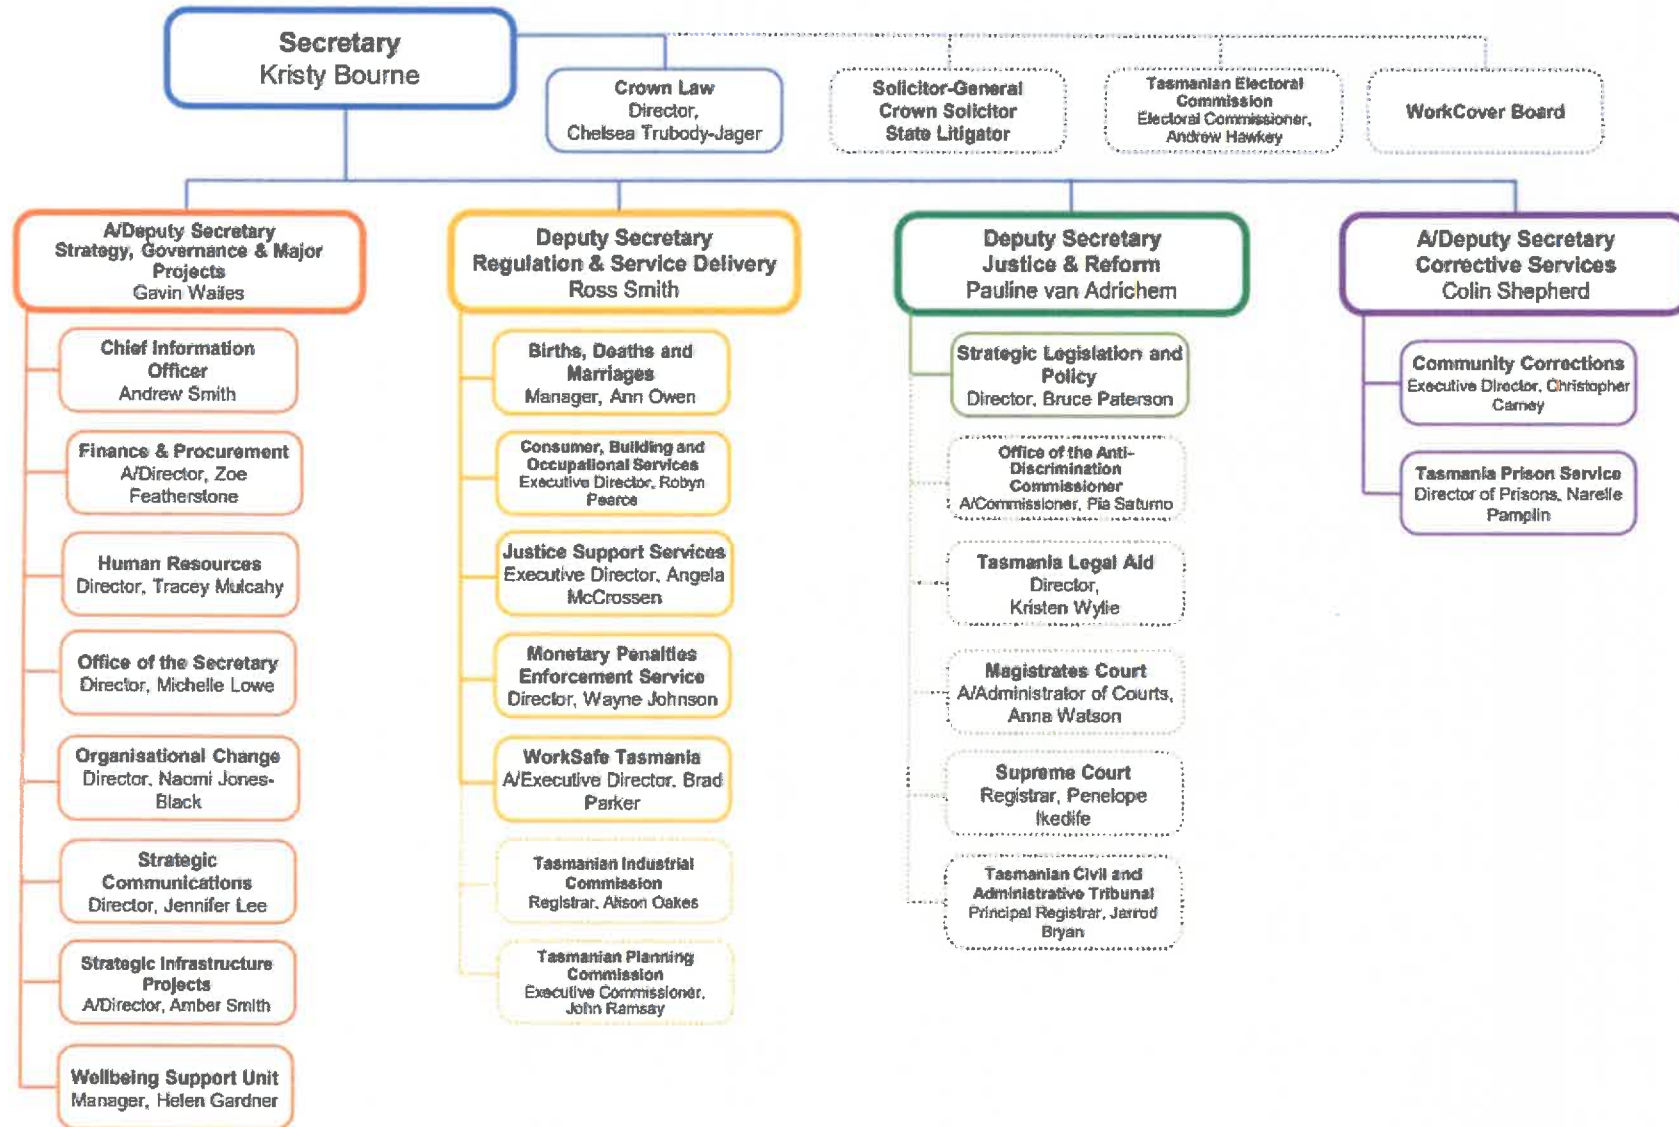 Secretary
Kristy Bourne
Crown Law
Director,
Chelsea Trubody-Jager
Solicitor-General
Crown Solicitor
State Litigator
Tasmanian Electoral
Commission
Electoral Commissioner,
Andrew Hawkey
WorkCover Board
A/Deputy Secretary
Strategy, Governance & Major
Projects
Gavin Wailes
Chief Information
Officer
Andrew Smith
Finance & Procurement
A/Director, Zoe
Featherstone
Human Resources
Director, Tracey Mulcahy
Office of the Secretary
Director, Michelle Lowe
Organisational Change
Director, Naomi Jones-
Black
Strategic
Communications
Director, Jennifer Lee
Strategic Infrastructure
Projects
A/Director, Amber Smith
Wellbeing Support Unit
Manager, Helen Gardner
Deputy Secretary
Regulation & Service Delivery
Ross Smith
Births, Deaths and
Marriages
Manager, Ann Owen
Consumer, Building and
Occupational Services
Executive Director, Robyn
Pearce
Justice Support Services
Executive Director, Angela
McCrossen
Monetary Penalties
Enforcement Service
Director, Wayne Johnson
WorkSafe Tasmania
A/Executive Director, Brad
Parker
Tasmanian Industrial
Commission
Registrar, Alison Oakes
Tasmanian Planning
Commission
Executive Commissioner,
John Ramsay
Deputy Secretary
Justice & Reform
Pauline van Adrichem
Strategic Legislation and
Policy
Director, Bruce Paterson
Office of the Anti-
Discrimination
Commissioner
A/Commissioner, Pia Saturno
Tasmania Legal Aid
Director,
Kristen Wylie
Magistrates Court
A/Administrator of Courts,
Anna Watson
Supreme Court
Registrar, Penelope
Ikedife
Tasmanian Civil and
Administrative Tribunal
Principal Registrar, Jarrod
Bryan
A/Deputy Secretary
Corrective Services
Colin Shepherd
Community Corrections
Executive Director, Christopher
Carney
Tasmania Prison Service
Director of Prisons, Narelle
Pamplin